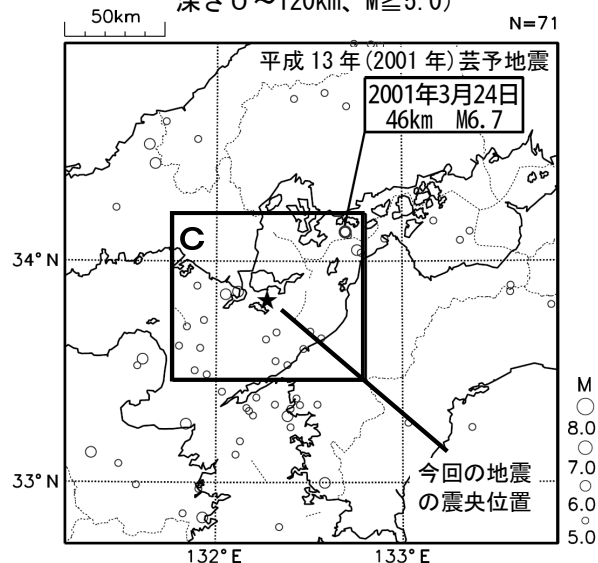 深さ0～120km、M≧5.0)
50km
N=71
平成13年(2001年)芸予地震
2001年3月24日
46km M6.7
C
34°N
33°N
132°E
133°E
今回の地震
の震央位置
M
8.0
7.0
6.0
5.0